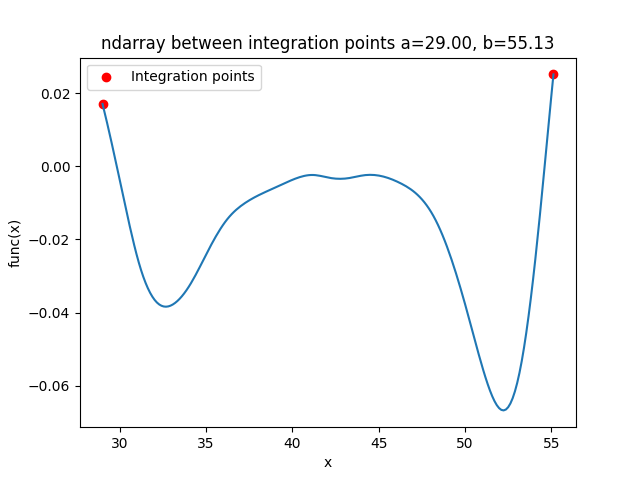 ndarray between integration points a=29.00, b=55.13
Integration points
0.02
0.00
−0.02
−0.04
−0.06
func(x)
30
35
40
45
50
55
x